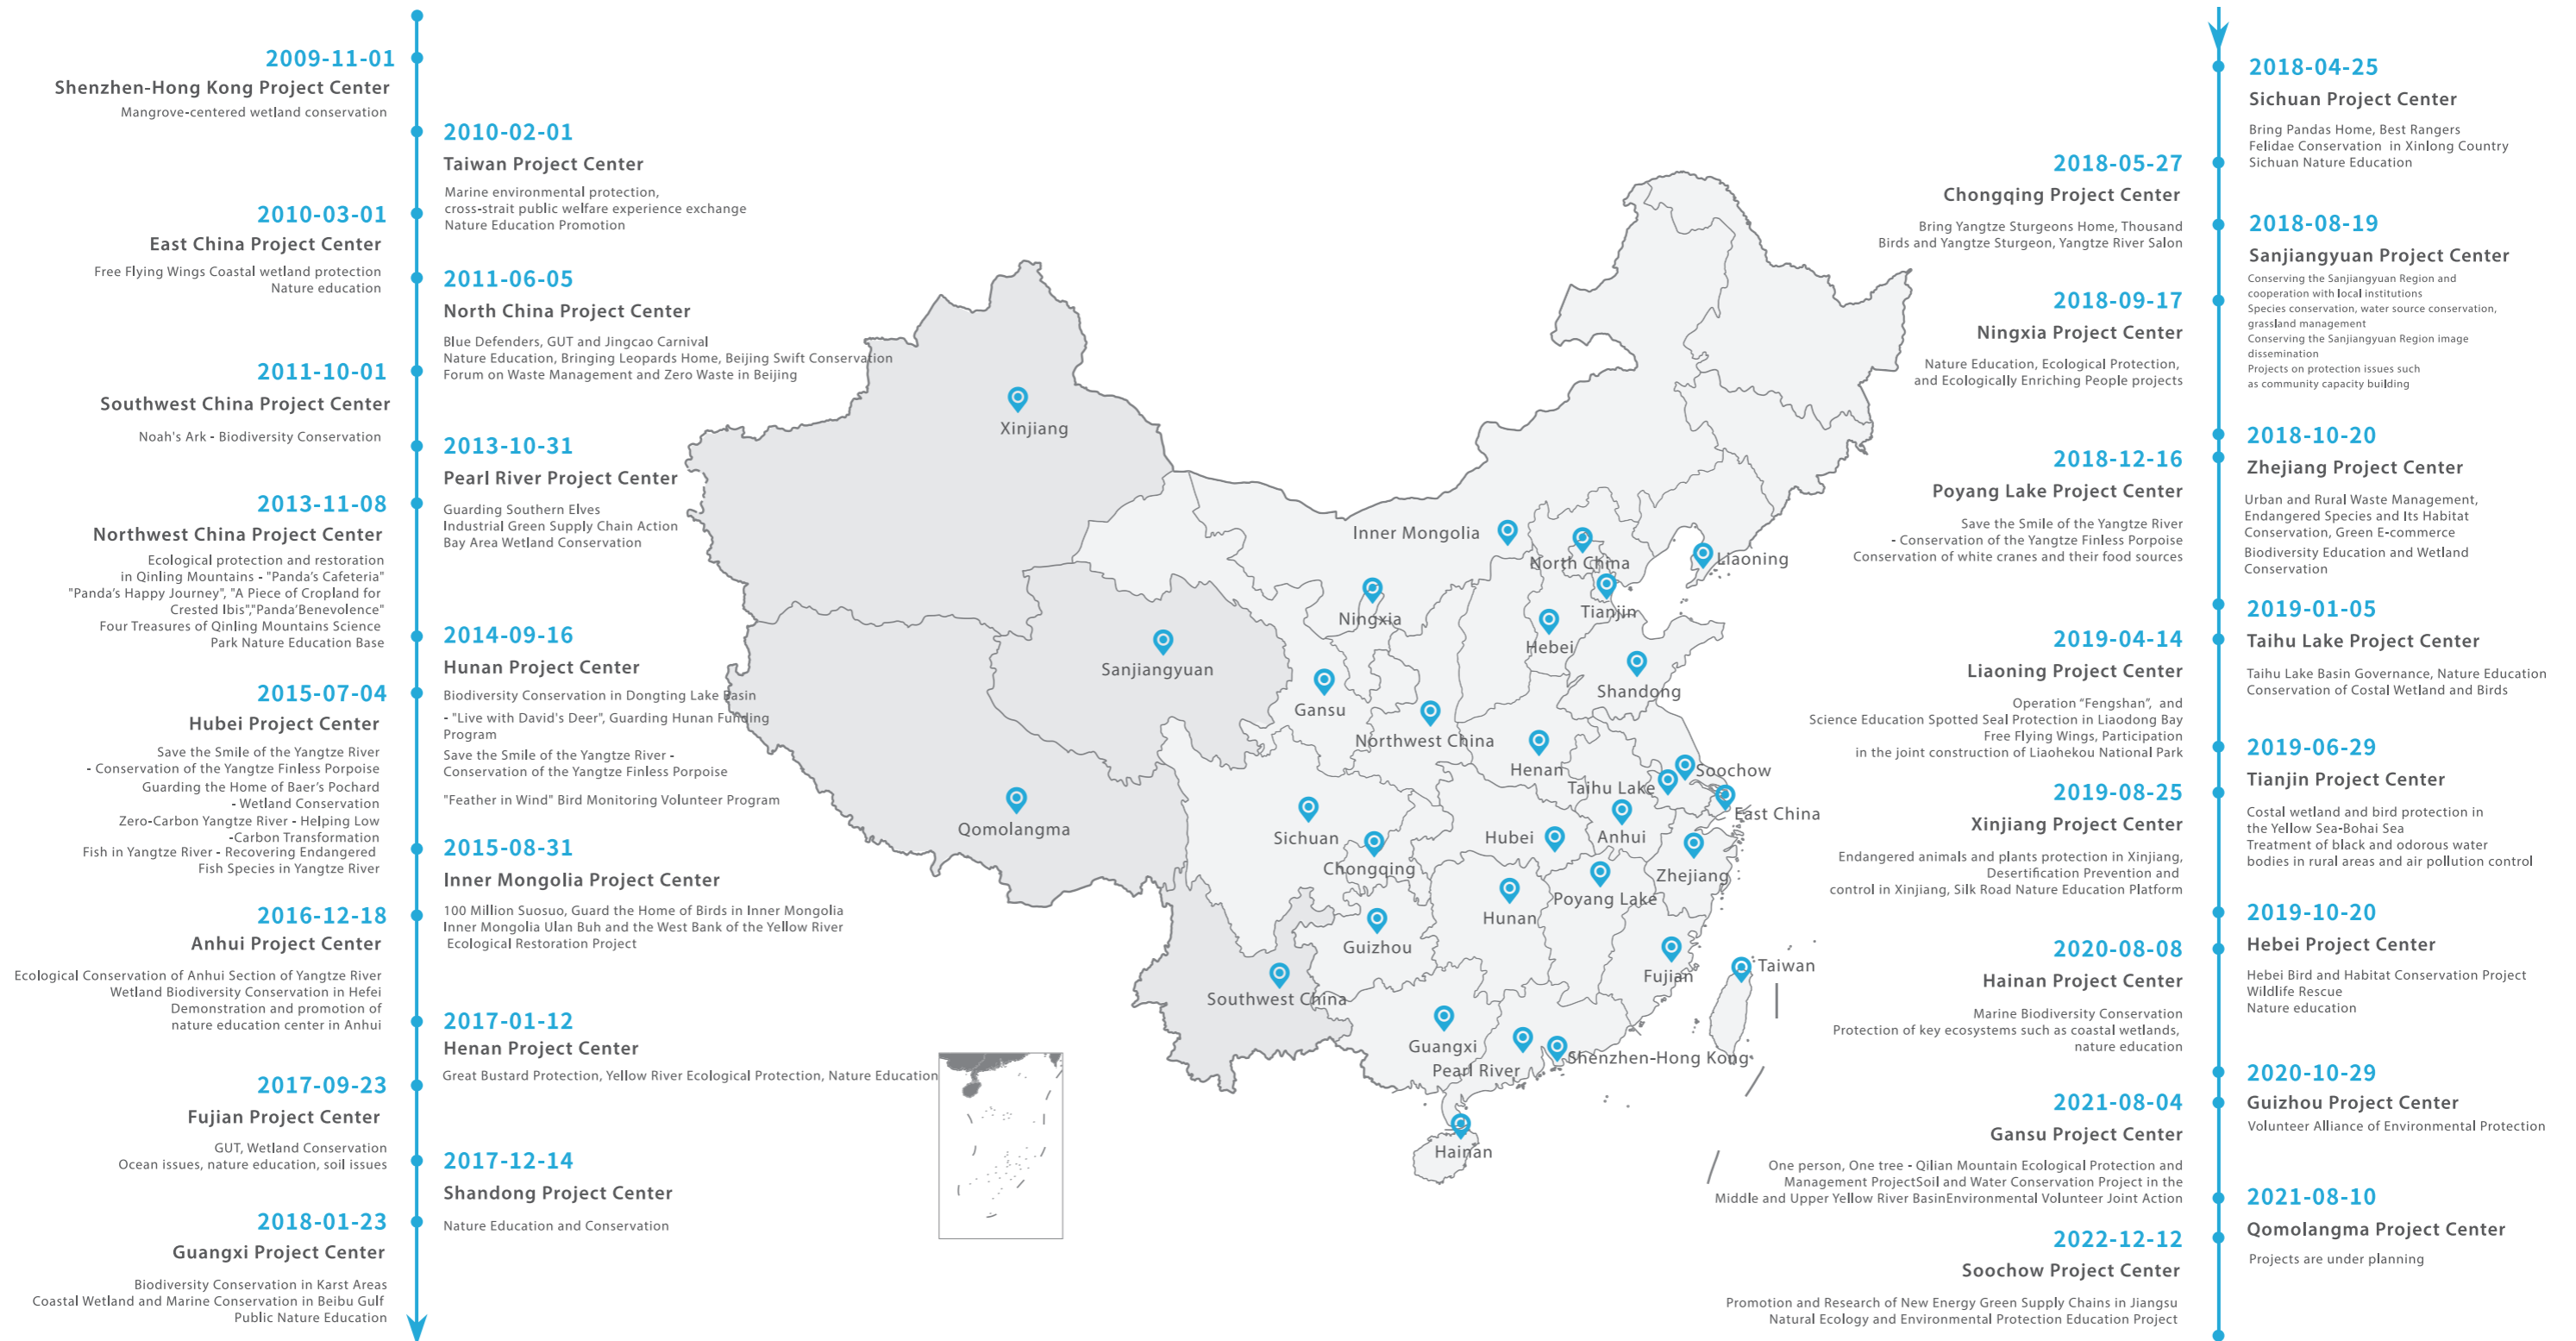 2009-11-01
Shenzhen-Hong Kong Project Center
Mangrove-centered wetland conservation
2010-02-01
Taiwan Project Center
Marine environmental protection,
cross-strait public welfare experience exchange
Nature Education Promotion
2010-03-01
East China Project Center
Free Flying Wings Coastal wetland protection
Nature education
2011-06-05
North China Project Center
Blue Defenders, GUT and Jingcao Carnival
Nature Education, Bringing Leopards Home, Beijing Swift Conservation
Forum on Waste Management and Zero Waste in Beijing
2011-10-01
Southwest China Project Center
Noah's Ark - Biodiversity Conservation
2013-10-31
Pearl River Project Center
Guarding Southern Elves
Industrial Green Supply Chain Action
Bay Area Wetland Conservation
2013-11-08
Northwest China Project Center
Ecological protection and restoration
in Qinling Mountains - "Panda's Cafeteria"
"Panda's Happy Journey", "A Piece of Cropland for
Crested Ibis","Panda'Benevolence"
Four Treasures of Qinling Mountains Science
Park Nature Education Base
2014-09-16
Hunan Project Center
Biodiversity Conservation in Dongting Lake Basin
- "Live with David's Deer", Guarding Hunan Funding
Program
Save the Smile of the Yangtze River -
Conservation of the Yangtze Finless Porpoise
"Feather in Wind" Bird Monitoring Volunteer Program
2015-07-04
Hubei Project Center
Save the Smile of the Yangtze River
- Conservation of the Yangtze Finless Porpoise
Guarding the Home of Baer's Pochard
- Wetland Conservation
Zero-Carbon Yangtze River - Helping Low
-Carbon Transformation
Fish in Yangtze River - Recovering Endangered
Fish Species in Yangtze River
2015-08-31
Inner Mongolia Project Center
100 Million Suosuo, Guard the Home of Birds in Inner Mongolia
Inner Mongolia Ulan Buh and the West Bank of the Yellow River
Ecological Restoration Project
2016-12-18
Anhui Project Center
Ecological Conservation of Anhui Section of Yangtze River
Wetland Biodiversity Conservation in Hefei
Demonstration and promotion of
nature education center in Anhui
2017-01-12
Henan Project Center
Great Bustard Protection, Yellow River Ecological Protection, Nature Education
2017-09-23
Fujian Project Center
GUT, Wetland Conservation
Ocean issues, nature education, soil issues
2017-12-14
Shandong Project Center
Nature Education and Conservation
2018-01-23
Guangxi Project Center
Biodiversity Conservation in Karst Areas
Coastal Wetland and Marine Conservation in Beibu Gulf
Public Nature Education
Xinjiang
Inner Mongolia
North China
Liaoning
Tianjin
Ningxia
Hebei
Sanjiangyuan
Shandong
Gansu
Northwest China
Henan
Soochow
Taihu Lake
East China
Qomolangma
Sichuan
Hubei
Anhui
Chongqing
Zhejiang
Poyang Lake
Hunan
Guizhou
Fujian
Taiwan
Southwest China
Guangxi
Shenzhen-Hong Kong
Pearl River
Hainan
2018-04-25
Sichuan Project Center
Bring Pandas Home, Best Rangers
Felidae Conservation in Xinlong Country
Sichuan Nature Education
2018-05-27
Chongqing Project Center
Bring Yangtze Sturgeons Home, Thousand
Birds and Yangtze Sturgeon, Yangtze River Salon
2018-08-19
Sanjiangyuan Project Center
Conserving the Sanjiangyuan Region and
cooperation with local institutions
Species conservation, water source conservation,
grassland management
Conserving the Sanjiangyuan Region image
dissemination
Projects on protection issues such
as community capacity building
2018-09-17
Ningxia Project Center
Nature Education, Ecological Protection,
and Ecologically Enriching People projects
2018-10-20
Zhejiang Project Center
Urban and Rural Waste Management,
Endangered Species and Its Habitat
Conservation, Green E-commerce
Biodiversity Education and Wetland
Conservation
2018-12-16
Poyang Lake Project Center
Save the Smile of the Yangtze River
- Conservation of the Yangtze Finless Porpoise
Conservation of white cranes and their food sources
2019-01-05
Taihu Lake Project Center
Taihu Lake Basin Governance, Nature Education
Conservation of Costal Wetland and Birds
2019-04-14
Liaoning Project Center
Operation "Fengshan", and
Science Education Spotted Seal Protection in Liaodong Bay
Free Flying Wings, Participation
in the joint construction of Liaohekou National Park
2019-06-29
Tianjin Project Center
Costal wetland and bird protection in
the Yellow Sea-Bohai Sea
Treatment of black and odorous water
bodies in rural areas and air pollution control
2019-08-25
Xinjiang Project Center
Endangered animals and plants protection in Xinjiang,
Desertification Prevention and
control in Xinjiang, Silk Road Nature Education Platform
2019-10-20
Hebei Project Center
Hebei Bird and Habitat Conservation Project
Wildlife Rescue
Nature education
2020-08-08
Hainan Project Center
Marine Biodiversity Conservation
Protection of key ecosystems such as coastal wetlands,
nature education
2020-10-29
Guizhou Project Center
Volunteer Alliance of Environmental Protection
2021-08-04
Gansu Project Center
One person, One tree - Qilian Mountain Ecological Protection and
Management ProjectSoil and Water Conservation Project in the
Middle and Upper Yellow River BasinEnvironmental Volunteer Joint Action
2021-08-10
Qomolangma Project Center
Projects are under planning
2022-12-12
Soochow Project Center
Promotion and Research of New Energy Green Supply Chains in Jiangsu
Natural Ecology and Environmental Protection Education Project